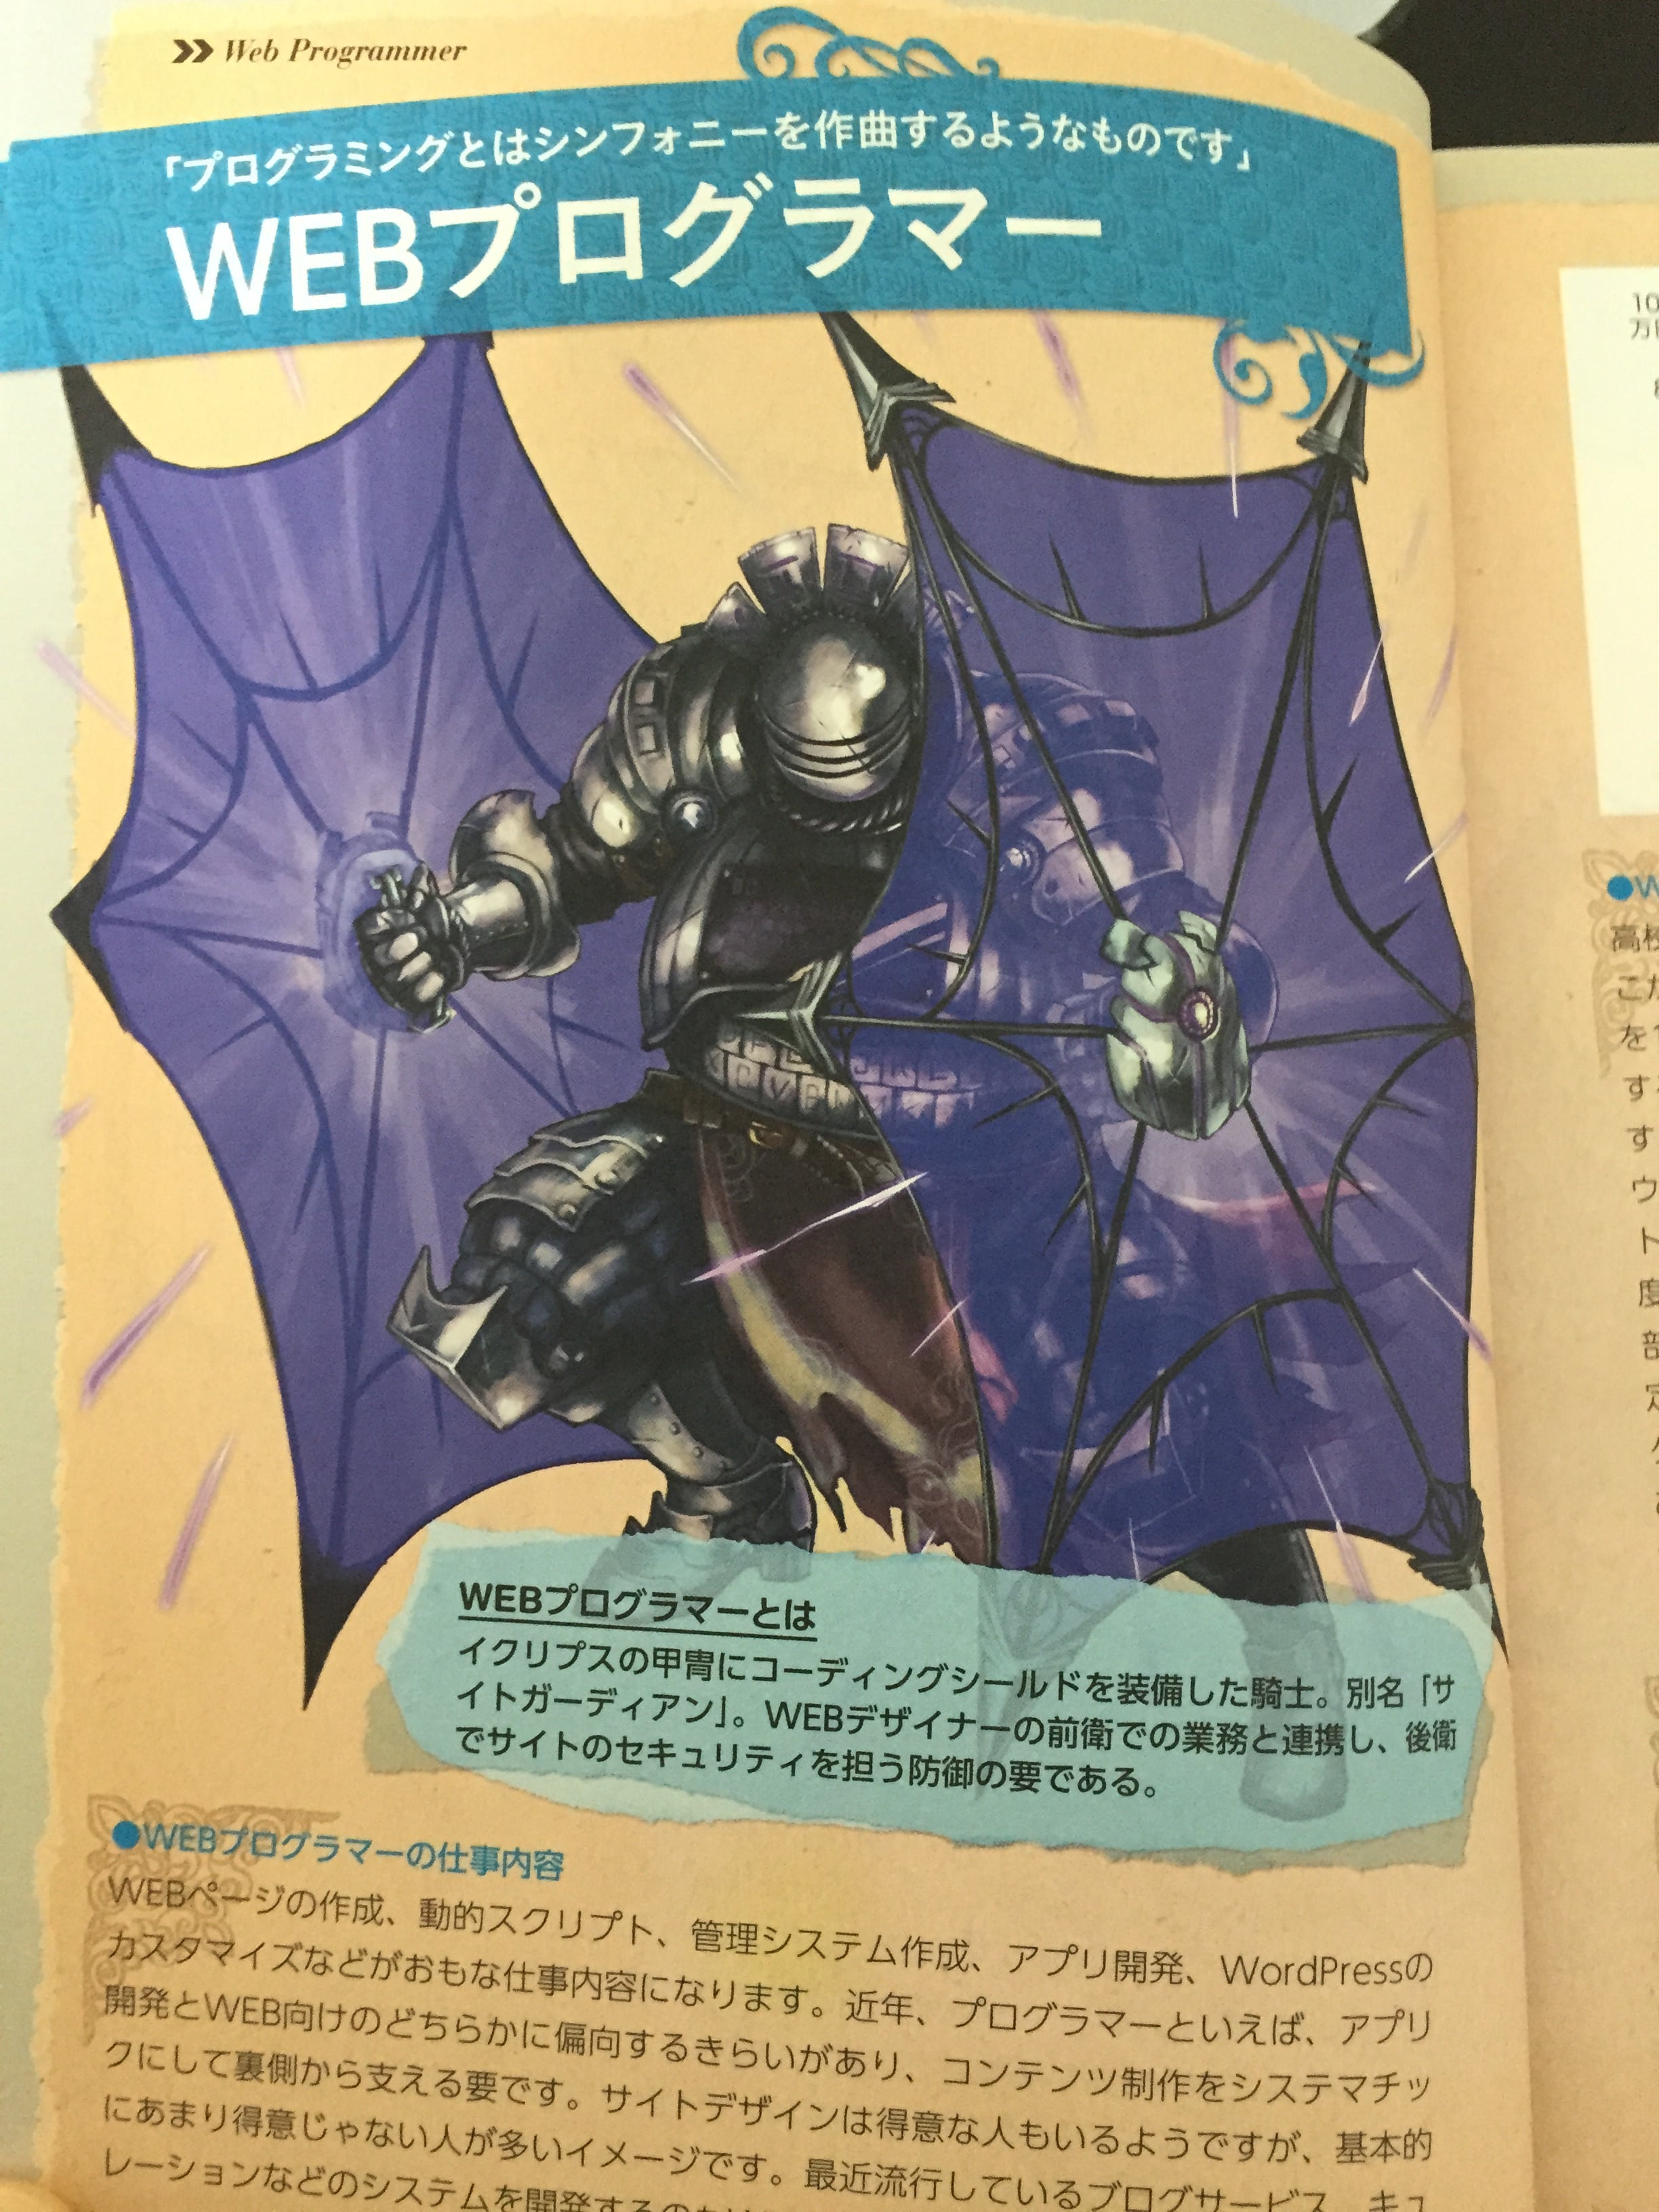 Web Programmer
「プログラミングとはシンフォニーを作曲するようなものです」
WEBプログラマー
WEBプログラマーとは
イクリプスの甲冑にコーディングシールドを装備した騎士。別名「サ
イトガーディアン」。WEBデザイナーの前衛での業務と連携し、後衛
でサイトのセキュリティを担う防御の要である。
●WEBプログラマーの仕事内容
WEBページの作成、動的スクリプト、管理システム作成、アプリ開発、WordPressの
カスタマイズなどがおもな仕事内容になります。近年、プログラマーといえば、アプリ
開発とWEB向けのどちらかに偏向するきらいがあり、コンテンツ制作をシステマチッ
クにして裏側から支える要です。サイトデザインは得意な人もいるようですが、基本的
にあまり得意じゃない人が多いイメージです。最近流行しているブログサービス、キュ
レーションなどのシステムを開発するの
10
万
●W
高校
こ
を
す
す
ウ
ト
度
部
定